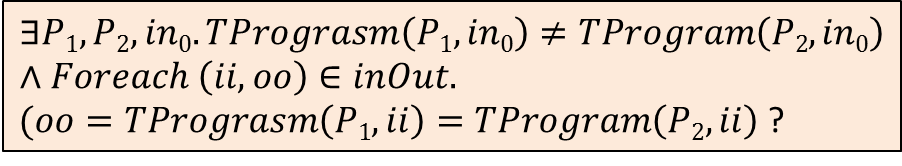 ∃P₁, P₂, in₀. TPrograsm(P₁, in₀) ≠ TProgram(P₂, in₀)
∧ Foreach (ii, oo) ∈ inOut.
(oo = TPrograsm(P₁, ii) = TProgram(P₂, ii) ?